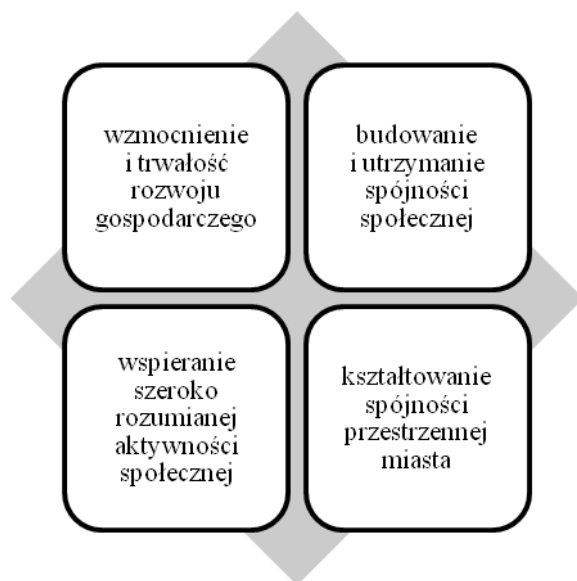 wzmocnienie
i trwałość
rozwoju
gospodarczego
budowanie
i utrzymanie
spójności
społecznej
wspieranie
szeroko
rozumianej
aktywności
społecznej
kształtowanie
spójności
przestrzennej
miasta